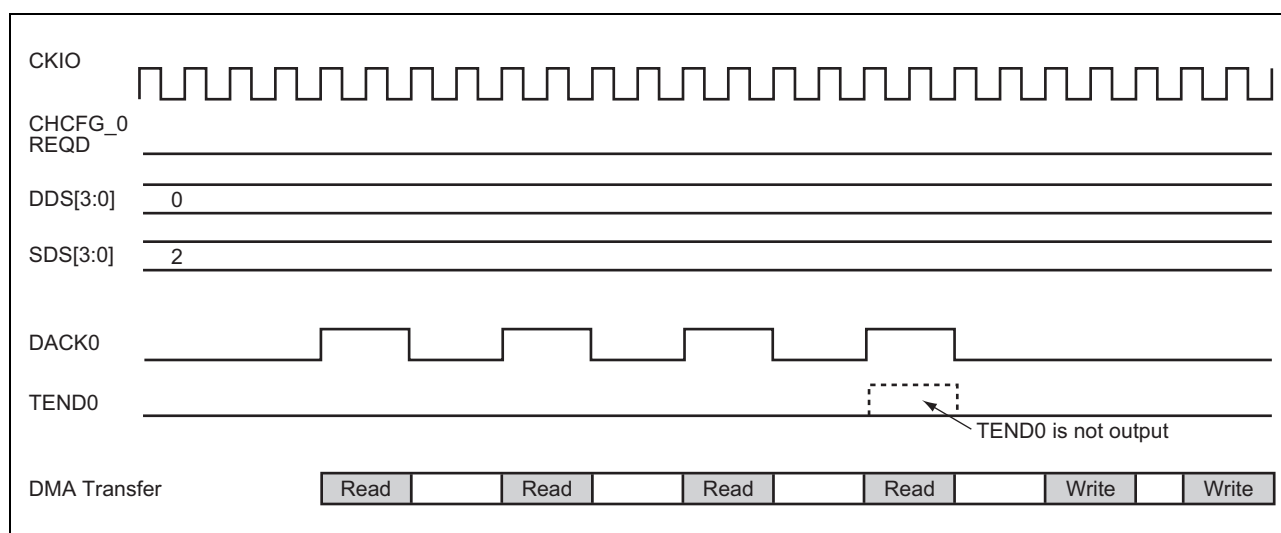 CKIO
CHCFG_0
REQD
DDS[3:0] 0
SDS[3:0] 2
DACK0
TEND0
TEND0 is not output
DMA Transfer Read Read Read Read Write Write